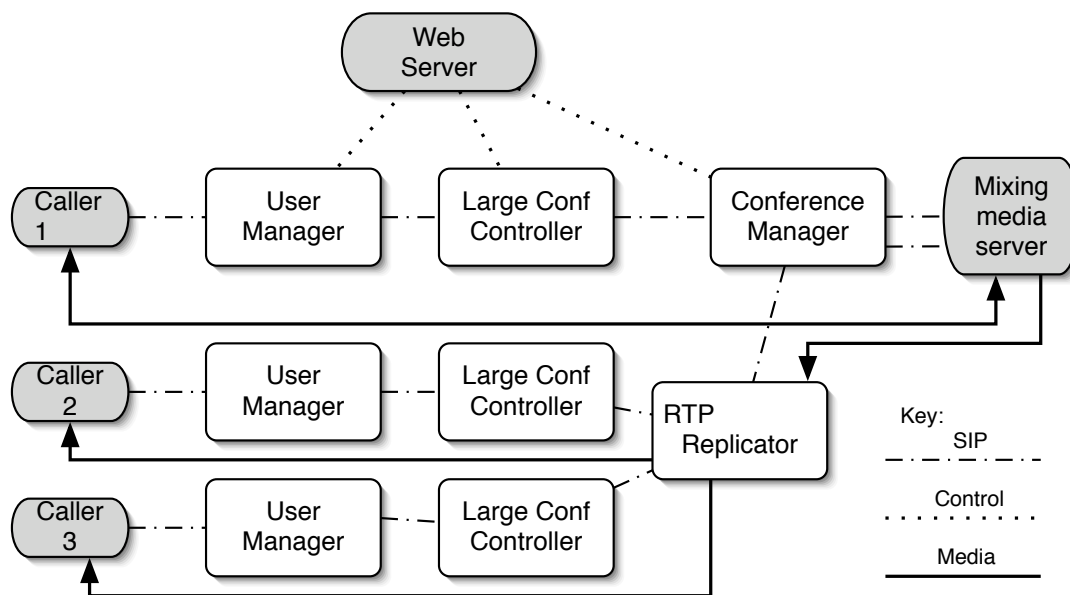 Web
Server
Caller
1
User
Manager
Large Conf
Controller
Conference
Manager
Mixing
media
server
Caller
2
User
Manager
Large Conf
Controller
RTP
Replicator
Caller
3
User
Manager
Large Conf
Controller
Key:
SIP
Control
Media